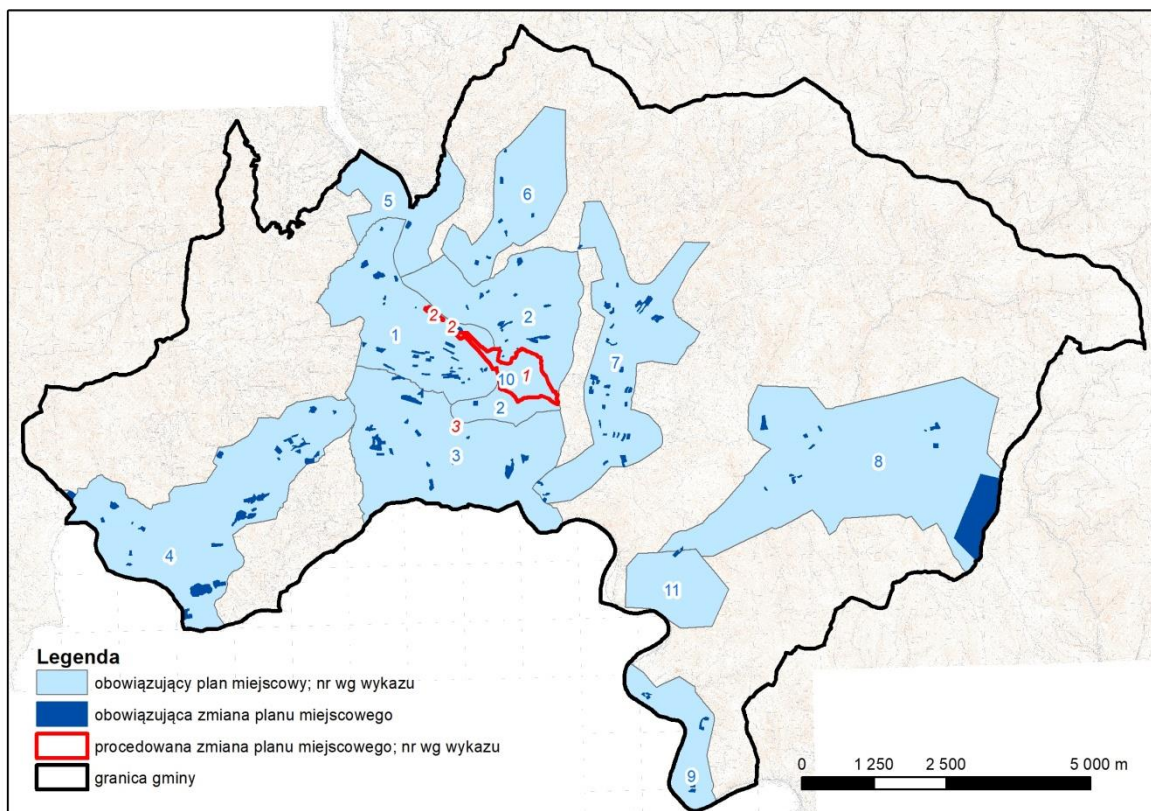 5
6
2
2
2
1
7
10
1
2
3
3
8
4
11
9
Legenda
obowiązujący plan miejscowy; nr wg wykazu
obowiązująca zmiana planu miejscowego
procedowana zmiana planu miejscowego; nr wg wykazu
granica gminy
0 1 250 2 500 5 000 m